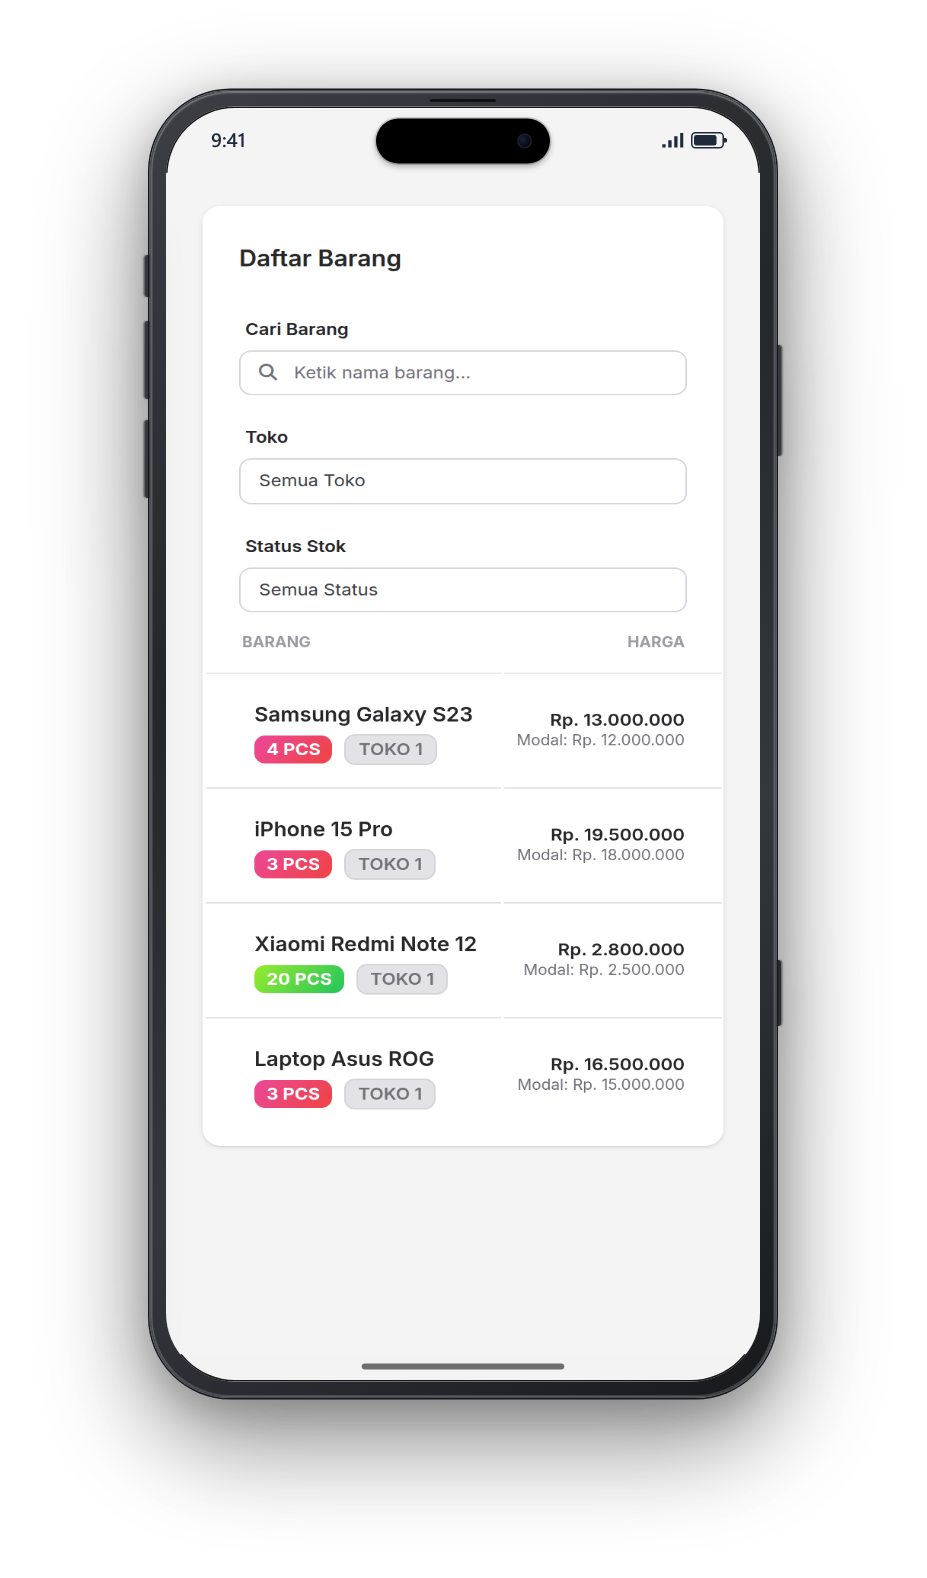 9:41
Daftar Barang
Cari Barang
Ketik nama barang...
Toko
Semua Toko
Status Stok
Semua Status
BARANG HARGA
Samsung Galaxy S23
Rp. 13.000.000
4 PCS TOKO 1
Modal: Rp. 12.000.000
iPhone 15 Pro
Rp. 19.500.000
3 PCS TOKO 1
Modal: Rp. 18.000.000
Xiaomi Redmi Note 12
Rp. 2.800.000
20 PCS TOKO 1
Modal: Rp. 2.500.000
Laptop Asus ROG
Rp. 16.500.000
3 PCS TOKO 1
Modal: Rp. 15.000.000